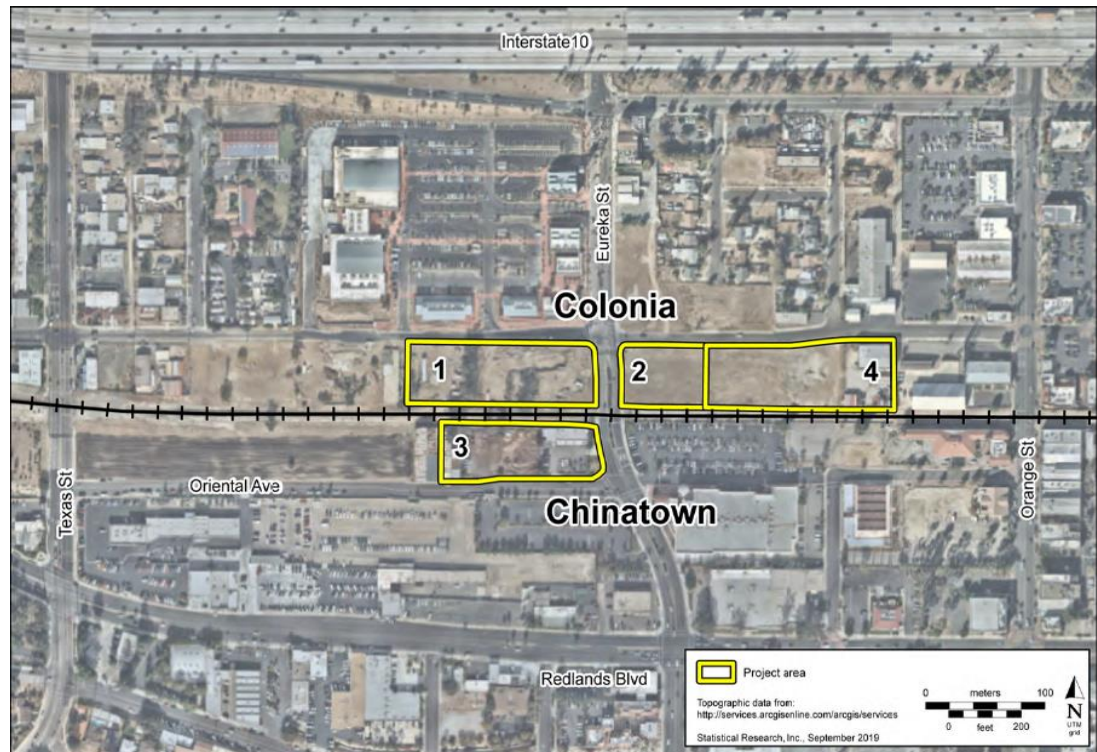 Interstate10
Eureka St
Colonia
1
2
4
3
Texas St
Oriental Ave
Chinatown
Orange St
Redlands Blvd
Project area
Topographic data from:
http://services.arcgisonline.com/arcgis/services
Statistical Research, Inc., September 2019
0 meters 100
0 feet 200
N
UTM
grid